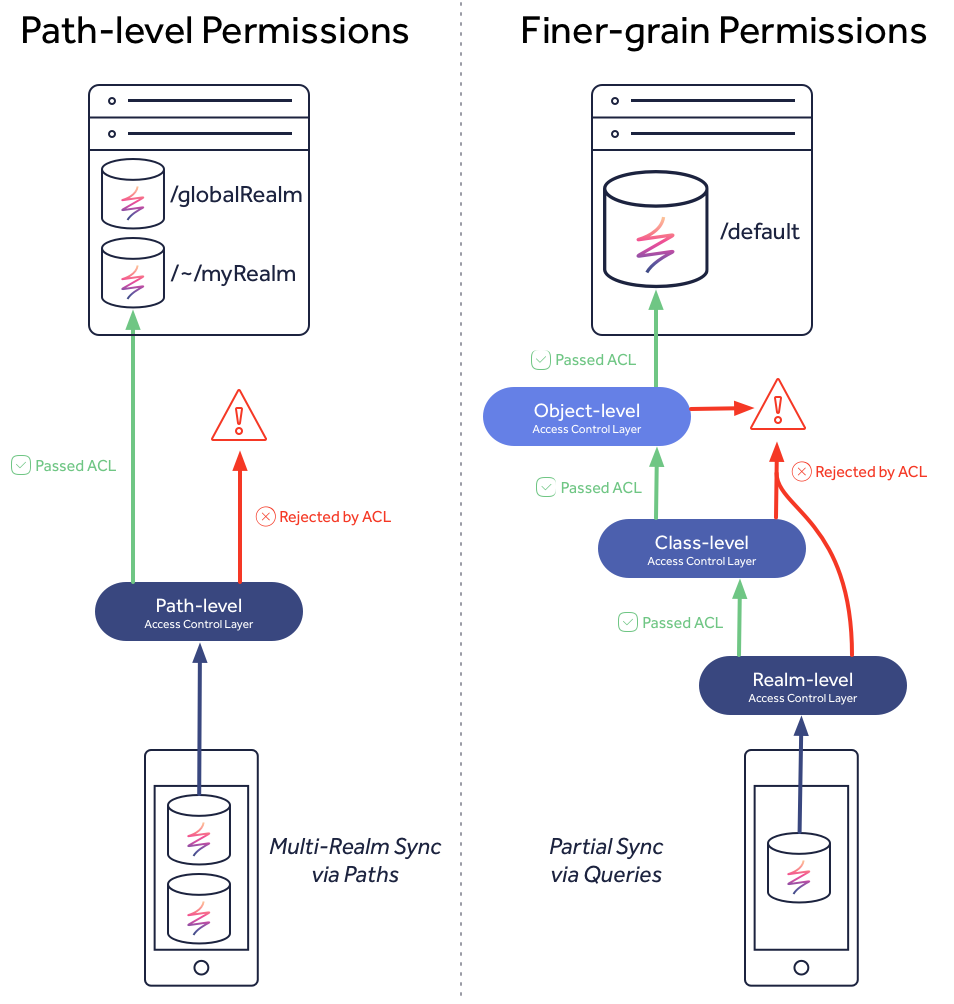 Path-level Permissions
/globalRealm
/~/myRealm
Passed ACL
Rejected by ACL
Path-level
Access Control Layer
Multi-Realm Sync
via Paths
Finer-grain Permissions
/default
Passed ACL
Object-level
Access Control Layer
Rejected by ACL
Passed ACL
Class-level
Access Control Layer
Passed ACL
Realm-level
Access Control Layer
Partial Sync
via Queries